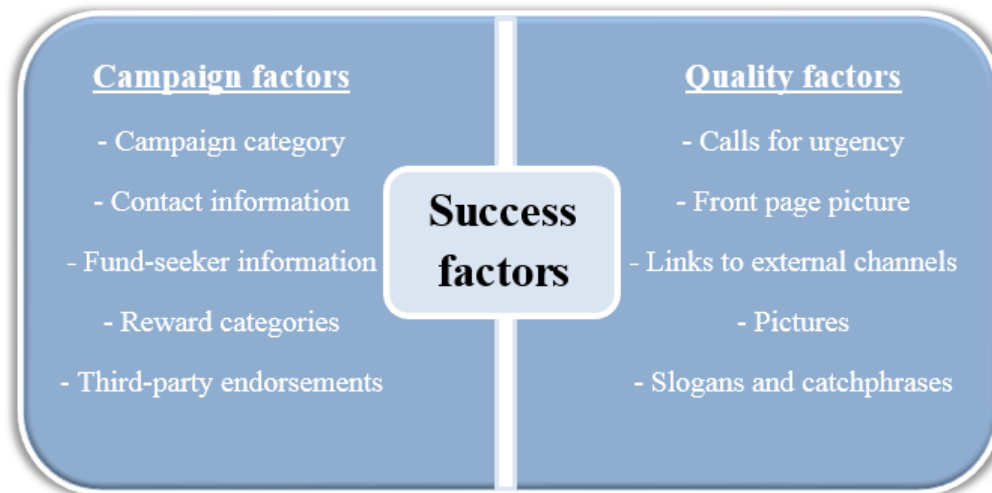 Campaign factors
- Campaign category
- Contact information
- Fund-seeker information
- Reward categories
- Third-party endorsements
Success
factors
Quality factors
- Calls for urgency
- Front page picture
- Links to external channels
- Pictures
- Slogans and catchphrases